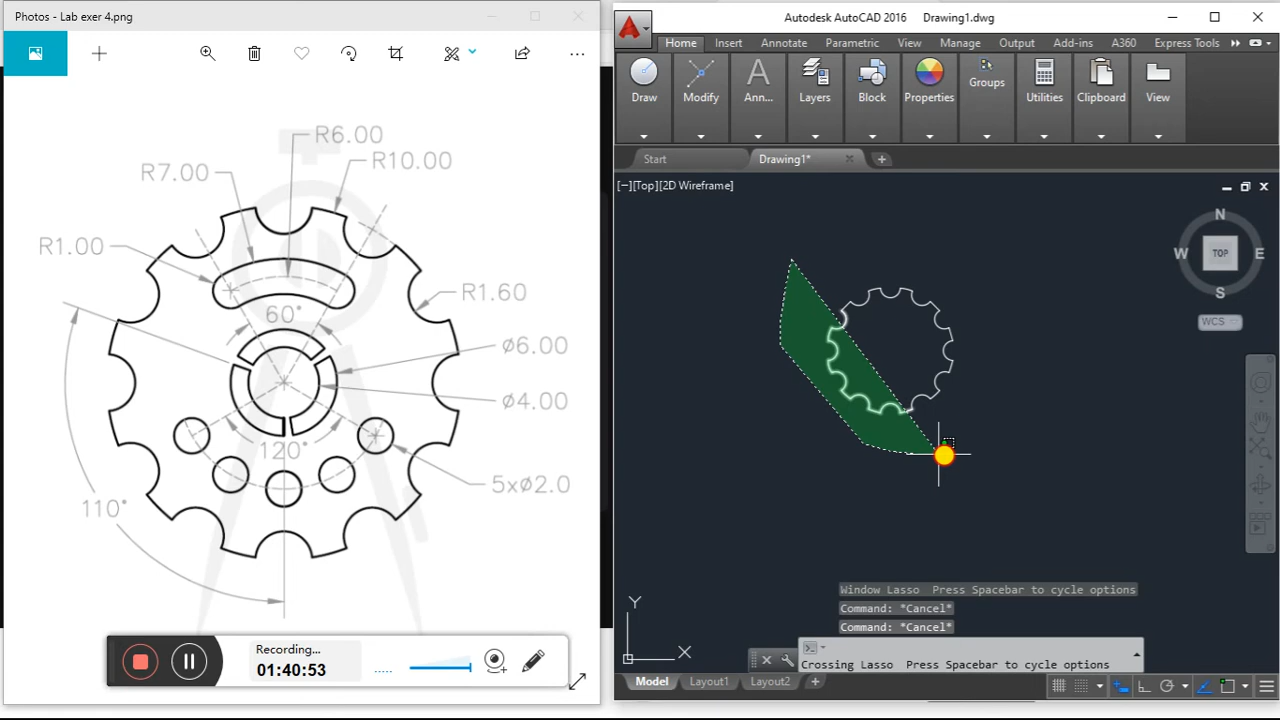 Photos - Lab exer 4.png
R6.00
R10.00
R7.00
R1.00
R1.60
60°
ø6.00
ø4.00
120°
5xø2.0
110°
Recording...
01:40:53
Autodesk AutoCAD 2016 Drawing1.dwg
Home Insert Annotate Parametric View Manage Output Add-ins A360 Express Tools
Draw Modify Ann... Layers Block Properties Groups Utilities Clipboard View
Start Drawing1*
[−][Top][2D Wireframe]
N
W TOP E
S
WCS
Window Lasso Press Spacebar to cycle options
Command: *Cancel*
Command: *Cancel*
Crossing Lasso Press Spacebar to cycle options
Y
X
Model Layout1 Layout2